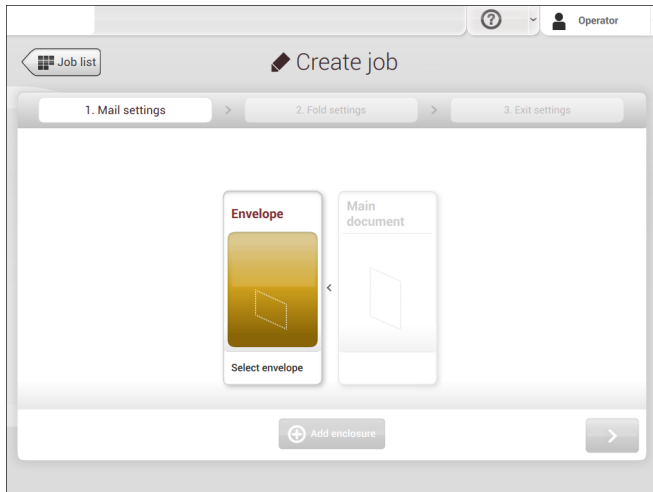 Operator
Job list
Create job
1. Mail settings
2. Fold settings
3. Exit settings
Envelope
Main
document
Select envelope
Add enclosure